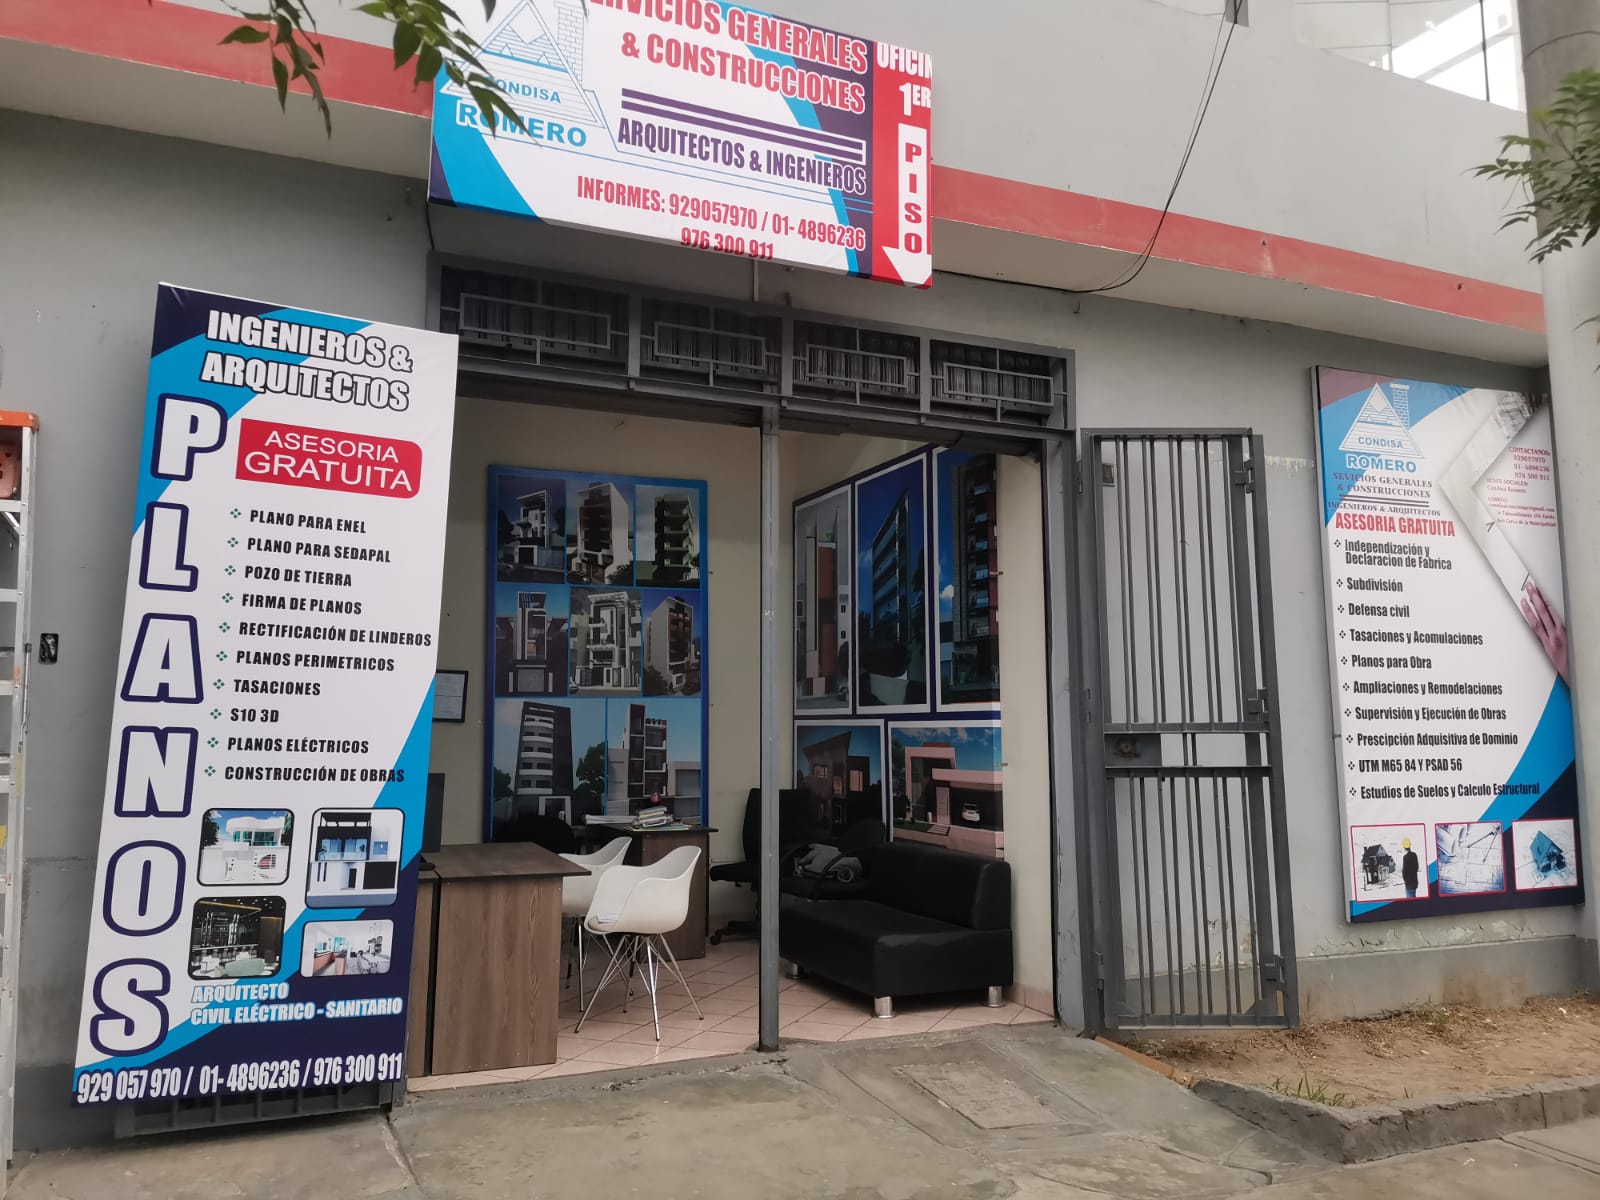 SERVICIOS GENERALES
& CONSTRUCCIONES
CONDISA
ROMERO
ARQUITECTOS & INGENIEROS
INFORMES: 929057970 / 01- 4896236
976 300 911
OFICIN
1ER
PISO
INGENIEROS &
ARQUITECTOS
PLANOS
ASESORIA
GRATUITA
PLANO PARA ENEL
PLANO PARA SEDAPAL
POZO DE TIERRA
FIRMA DE PLANOS
RECTIFICACIÓN DE LINDEROS
PLANOS PERIMETRICOS
TASACIONES
S10 3D
PLANOS ELÉCTRICOS
CONSTRUCCIÓN DE OBRAS
ARQUITECTO
CIVIL ELÉCTRICO - SANITARIO
929 057 970 / 01- 4896236 / 976 300 911
CONDISA
ROMERO
SEVICIOS GENERALES
& CONSTRUCCIONES
INGENIEROS & ARQUITECTOS
CONTACTANOS:
929057970
01- 4896236
976 300 911
REDES SOCIALES:
Condisa Romero
CORREO:
ASESORIA GRATUITA
Independización y
Declaracion de Fabrica
Subdivisión
Defensa civil
Tasaciones y Acomulaciones
Planos para Obra
Ampliaciones y Remodelaciones
Supervisión y Ejecución de Obras
Prescipción Adquisitiva de Dominio
UTM M65 84 Y PSAD 56
Estudios de Suelos y Calculo Estructural